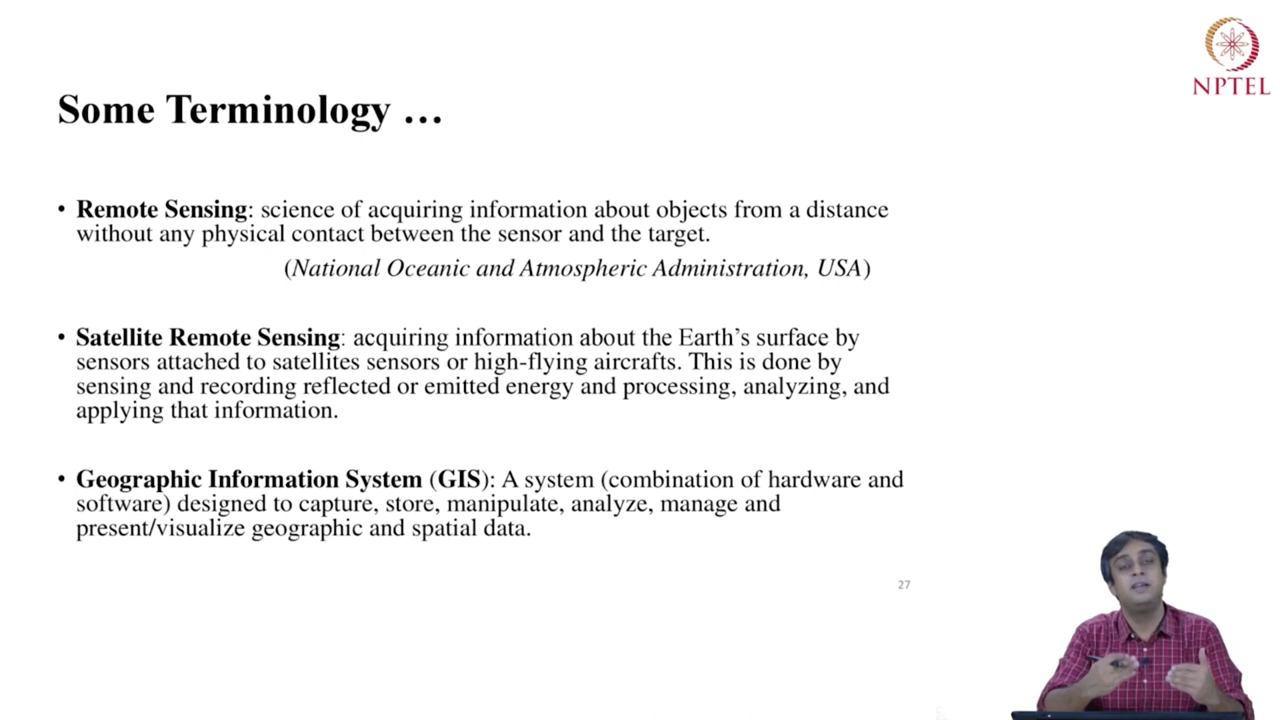 NPTEL
Some Terminology …
• Remote Sensing: science of acquiring information about objects from a distance
without any physical contact between the sensor and the target.
(National Oceanic and Atmospheric Administration, USA)
• Satellite Remote Sensing: acquiring information about the Earth’s surface by
sensors attached to satellites sensors or high-flying aircrafts. This is done by
sensing and recording reflected or emitted energy and processing, analyzing, and
applying that information.
• Geographic Information System (GIS): A system (combination of hardware and
software) designed to capture, store, manipulate, analyze, manage and
present/visualize geographic and spatial data.
27